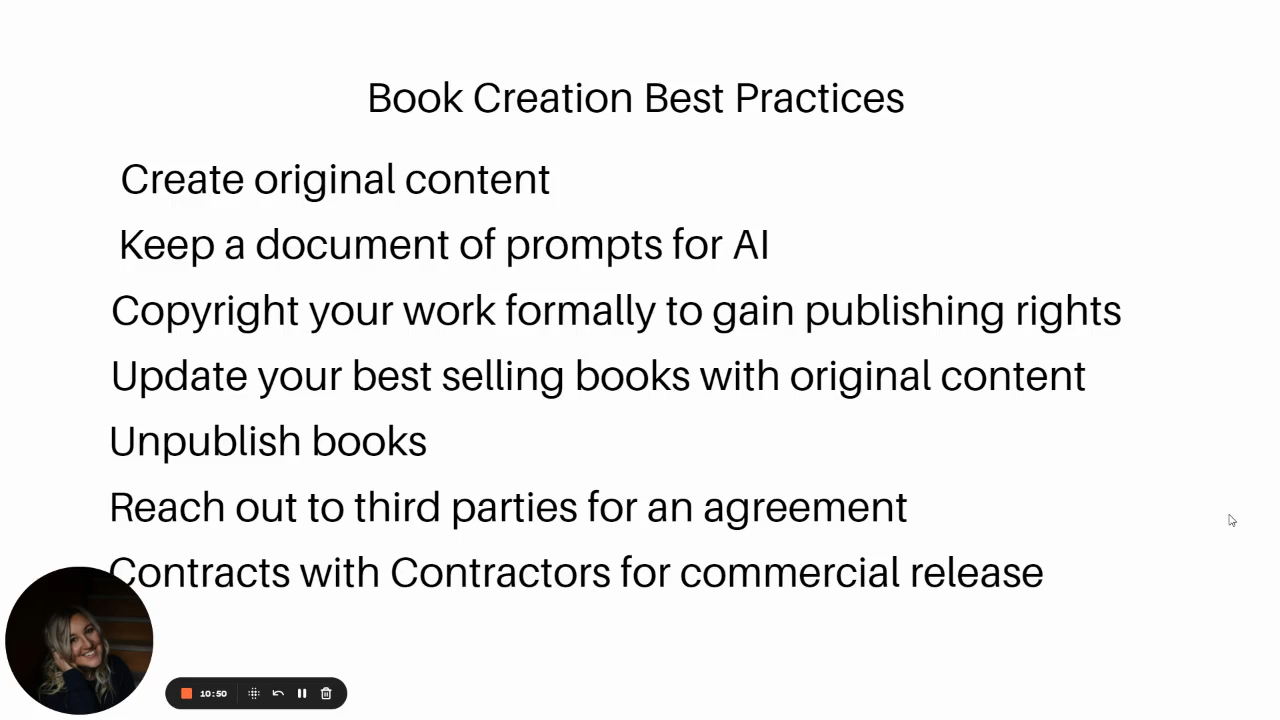 Book Creation Best Practices
Create original content
Keep a document of prompts for AI
Copyright your work formally to gain publishing rights
Update your best selling books with original content
Unpublish books
Reach out to third parties for an agreement
Contracts with Contractors for commercial release
10:50